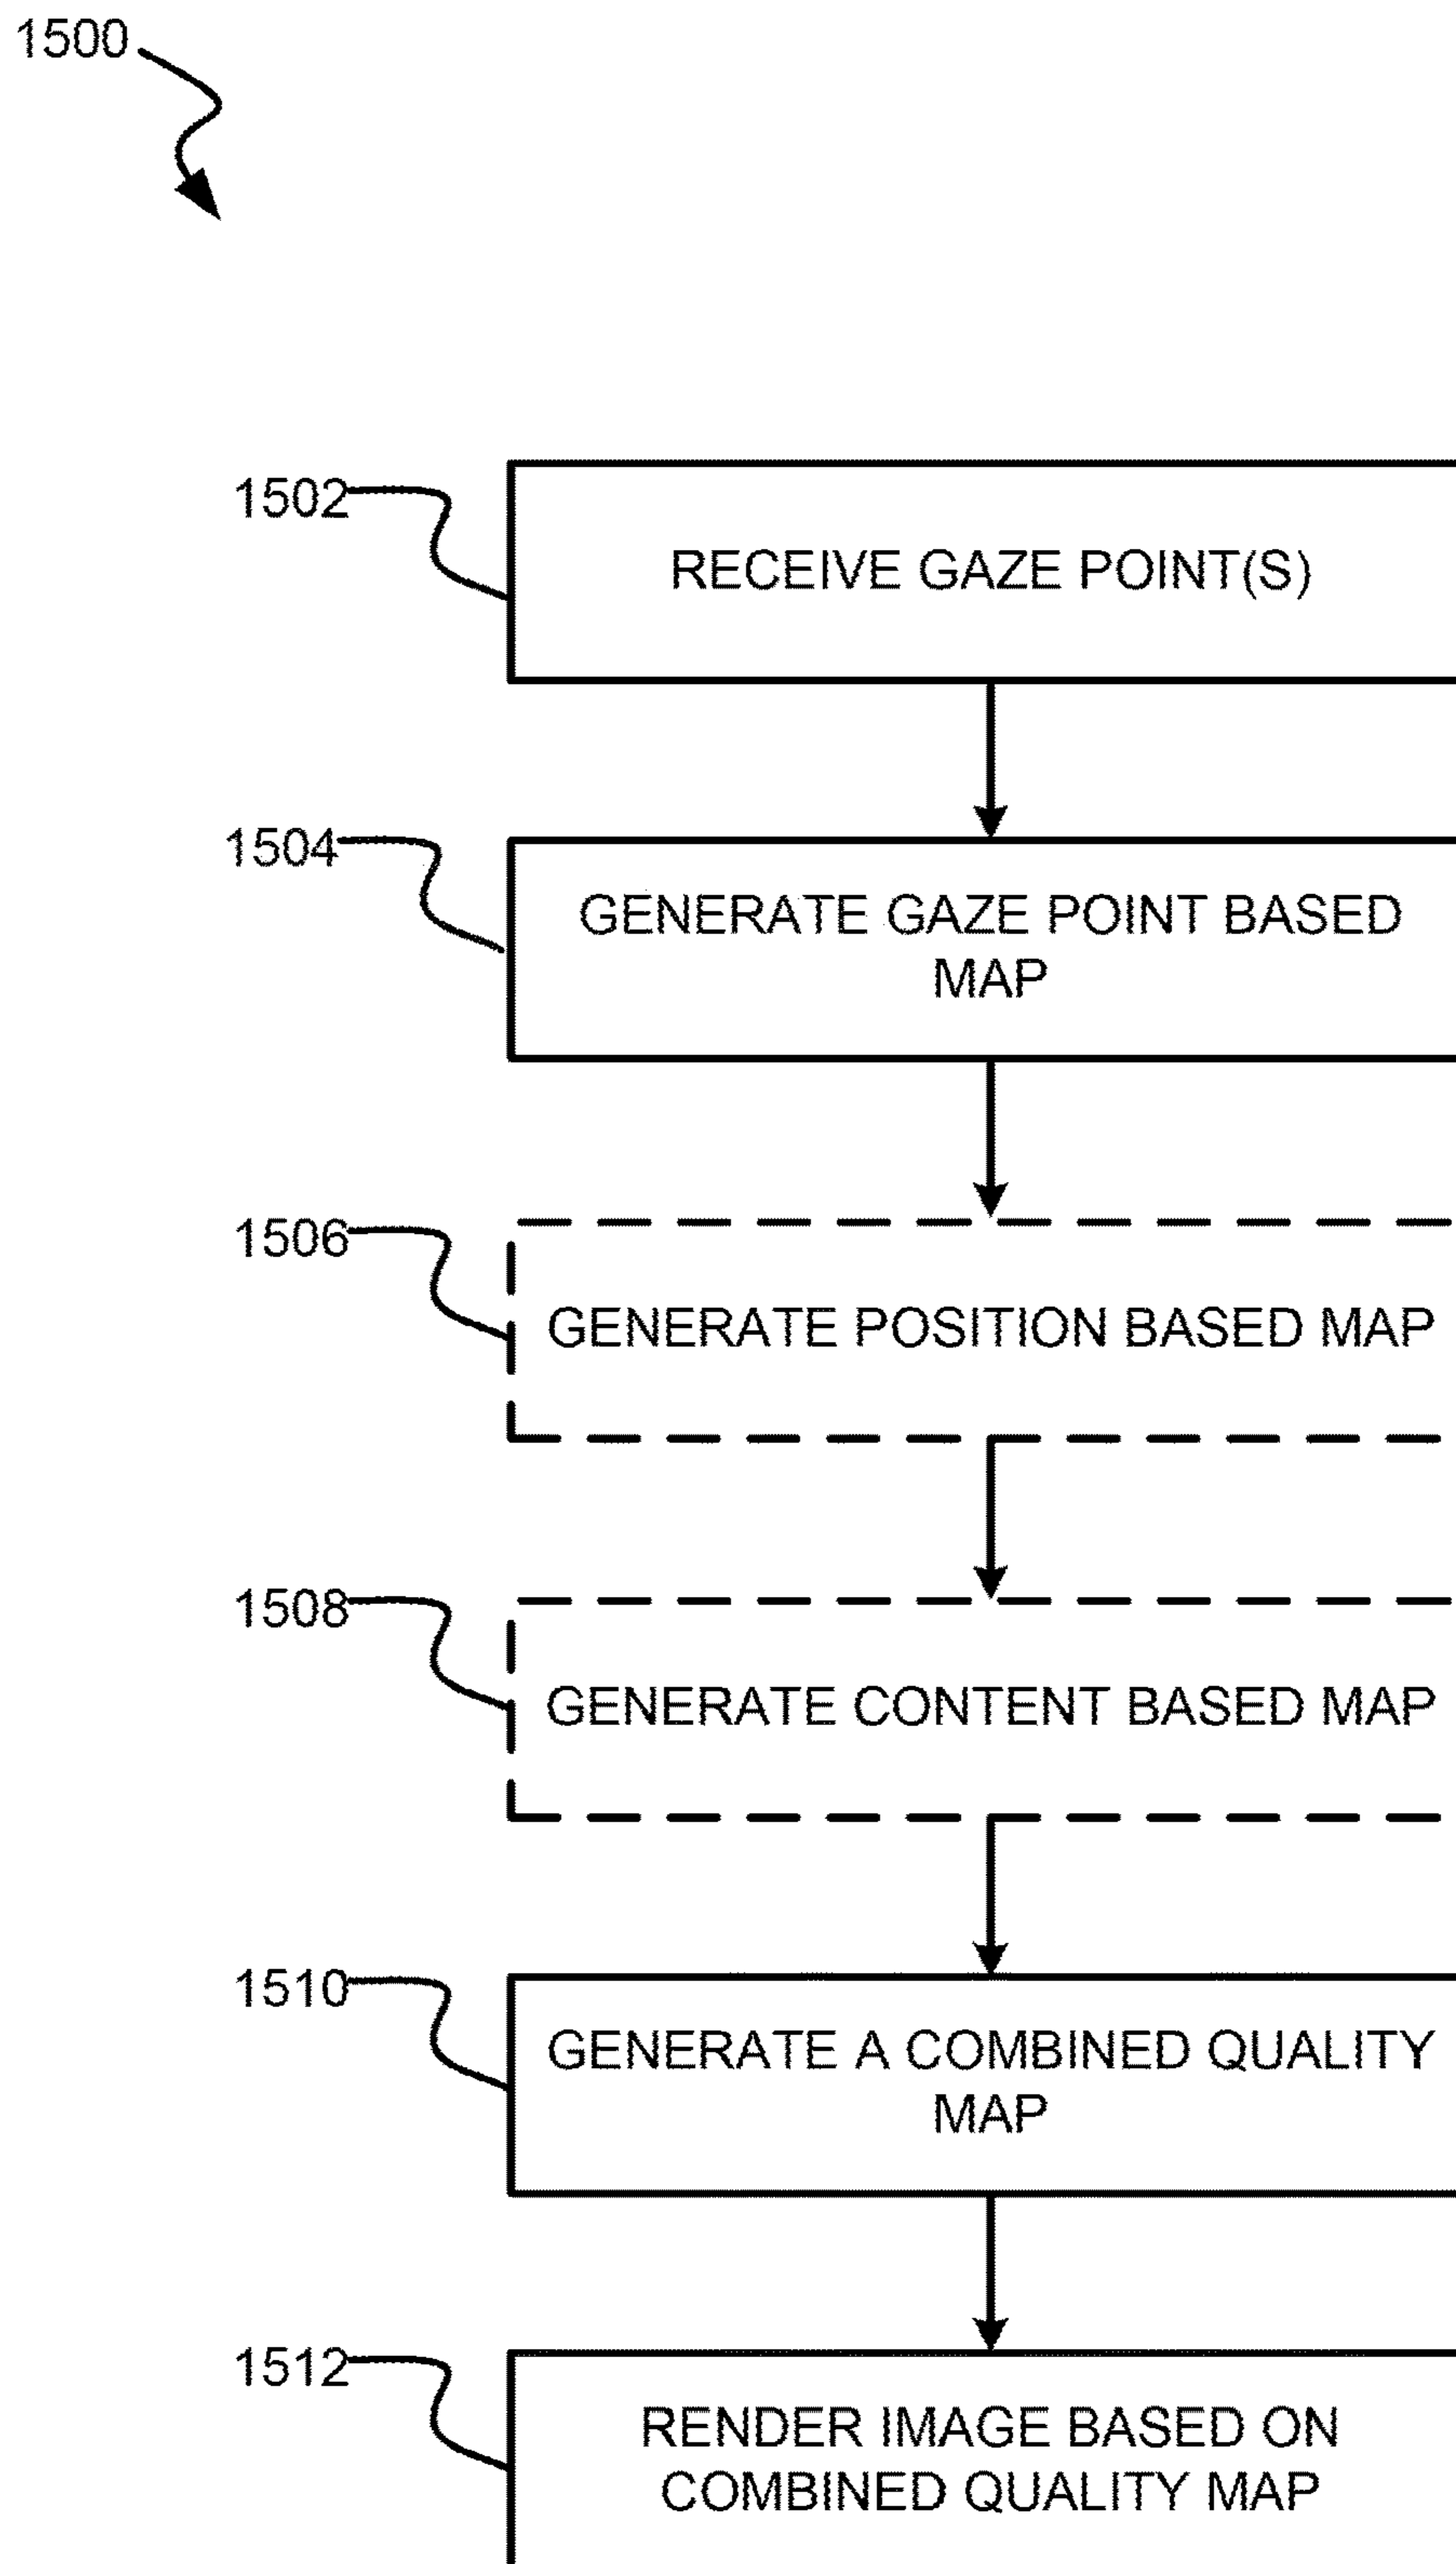 1500
1502
RECEIVE GAZE POINT(S)
1504
GENERATE GAZE POINT BASED
MAP
1506
GENERATE POSITION BASED MAP
1508
GENERATE CONTENT BASED MAP
1510
GENERATE A COMBINED QUALITY
MAP
1512
RENDER IMAGE BASED ON
COMBINED QUALITY MAP